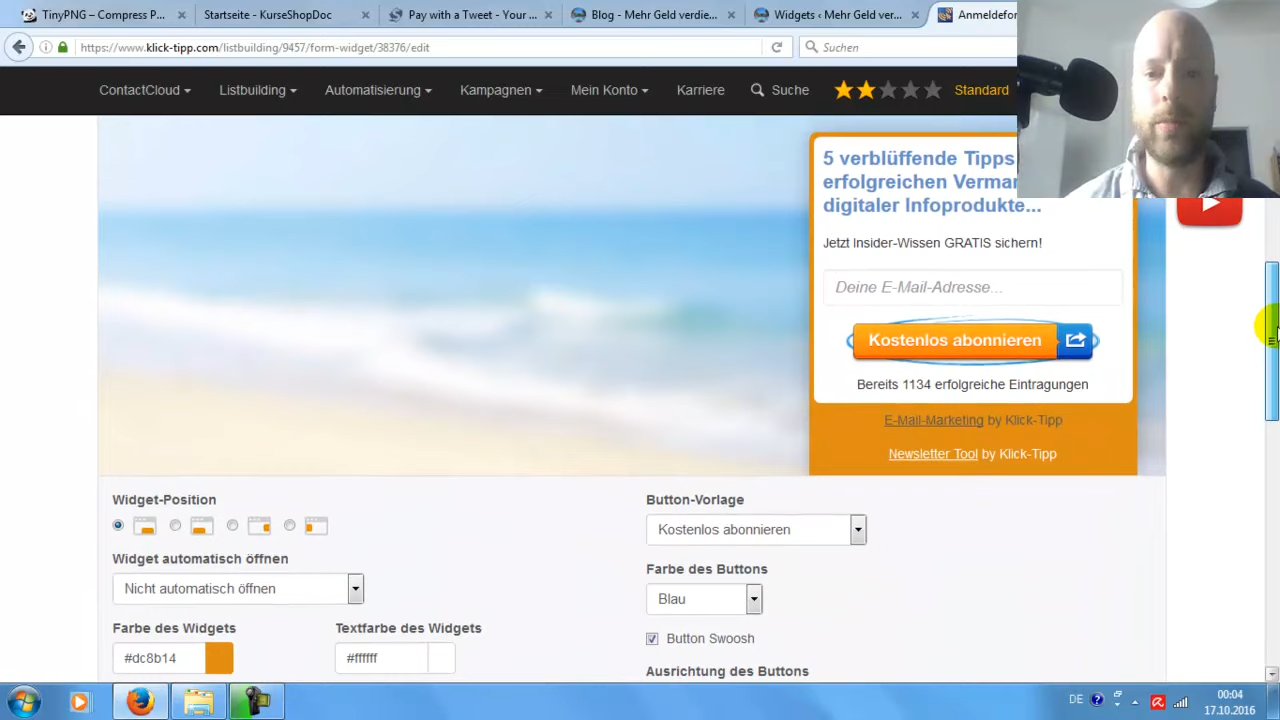 TinyPNG – Compress P...
Startseite - KurseShopDoc
Pay with a Tweet - Your ...
Blog - Mehr Geld verdie...
Widgets ‹ Mehr Geld ver...
Anmeldefor
https://www.klick-tipp.com/listbuilding/9457/form-widget/38376/edit
Suchen
ContactCloud
Listbuilding
Automatisierung
Kampagnen
Mein Konto
Karriere
Suche
Standard
5 verblüffende Tipps
erfolgreichen Vermar
digitaler Infoprodukte...
Jetzt Insider-Wissen GRATIS sichern!
Deine E-Mail-Adresse...
Kostenlos abonnieren
Bereits 1134 erfolgreiche Eintragungen
E-Mail-Marketing by Klick-Tipp
Newsletter Tool by Klick-Tipp
Widget-Position
Widget automatisch öffnen
Nicht automatisch öffnen
Farbe des Widgets
Textfarbe des Widgets
#dc8b14
#ffffff
Button-Vorlage
Kostenlos abonnieren
Farbe des Buttons
Blau
Button Swoosh
Ausrichtung des Buttons
DE
00:04
17.10.2016